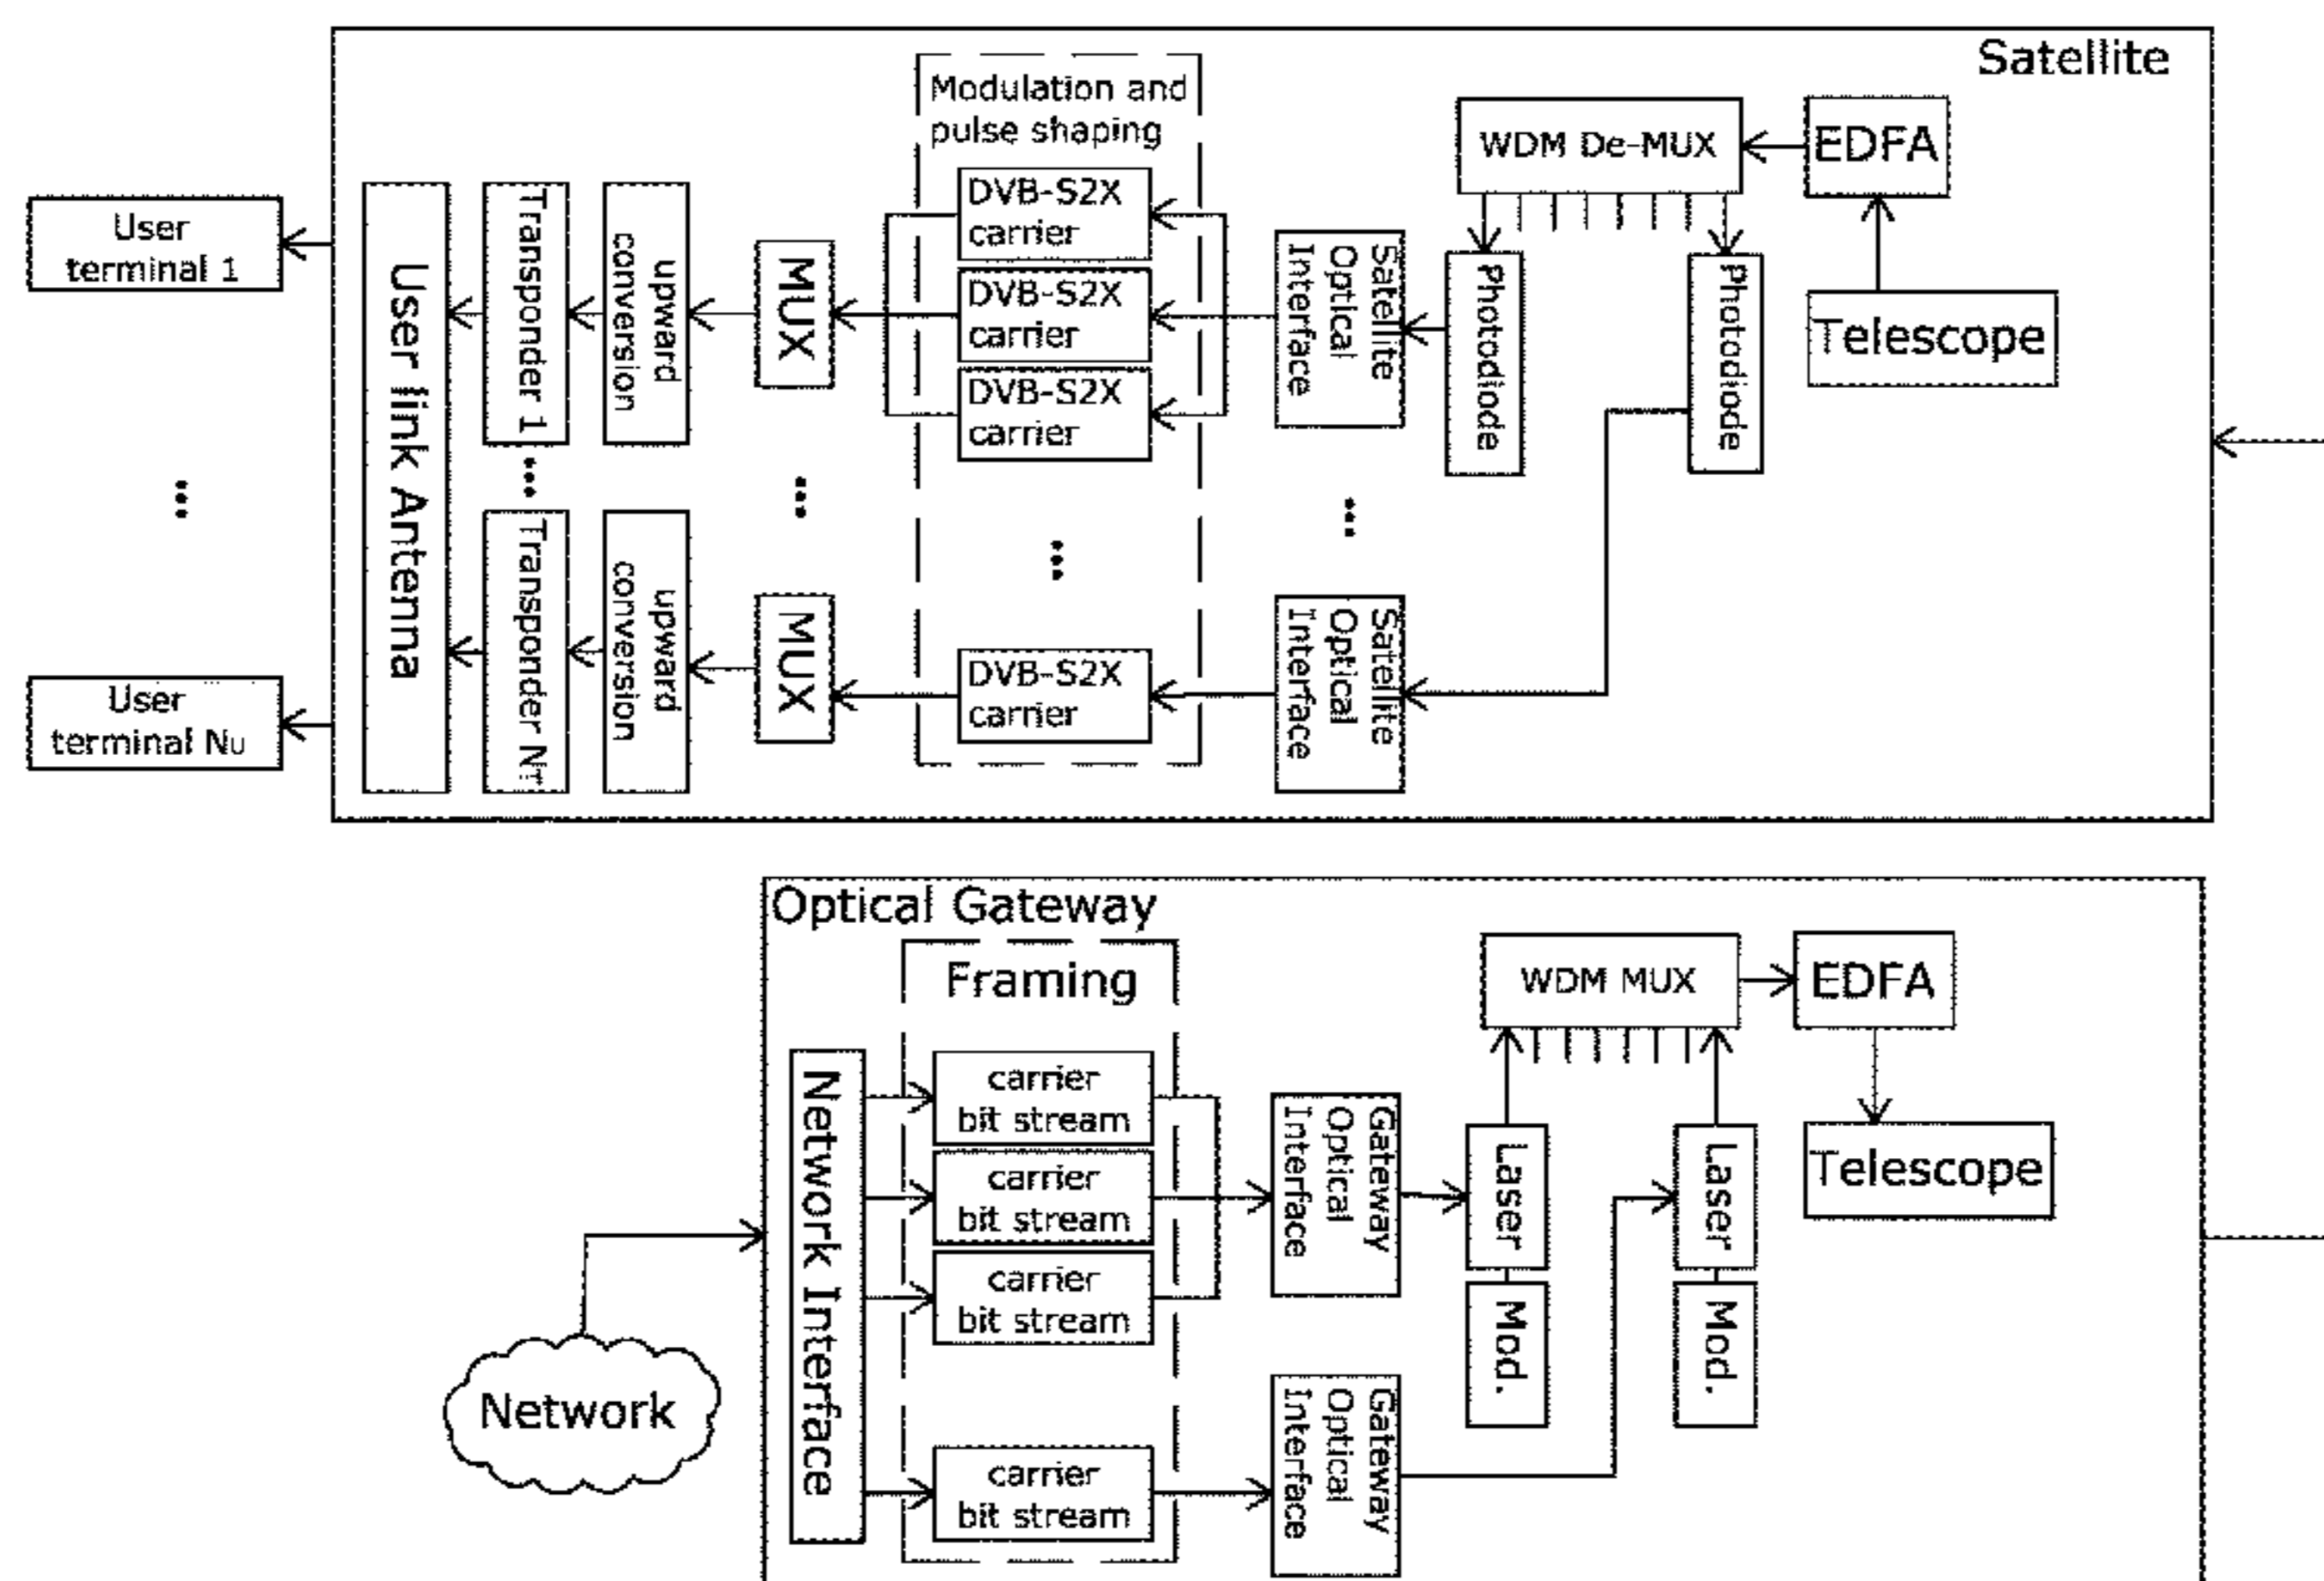 Satellite
Modulation and
pulse shaping
WDM De-MUX
EDFA
Telescope
User
terminal 1
...
User
terminal NU
User link Antenna
Transponder 1
...
Transponder NT
upward
conversion
upward
conversion
MUX
...
MUX
DVB-S2X
carrier
DVB-S2X
carrier
DVB-S2X
carrier
...
DVB-S2X
carrier
Satellite
Optical
Interface
...
Satellite
Optical
Interface
Photodiode
Photodiode
Optical Gateway
Framing
WDM MUX
EDFA
Telescope
Network
Network Interface
carrier
bit stream
carrier
bit stream
carrier
bit stream
carrier
bit stream
Gateway
Optical
Interface
Gateway
Optical
Interface
Laser
Mod.
Laser
Mod.